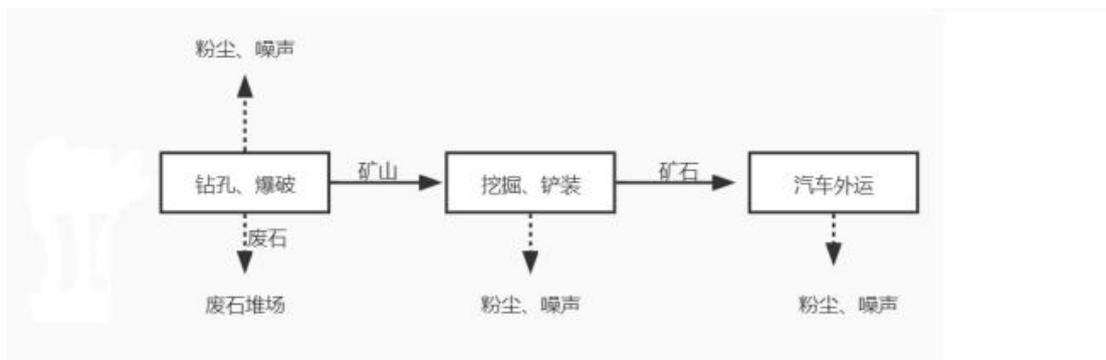 粉尘、噪声
钻孔、爆破
矿山
挖掘、铲装
矿石
汽车外运
废石
废石堆场
粉尘、噪声
粉尘、噪声